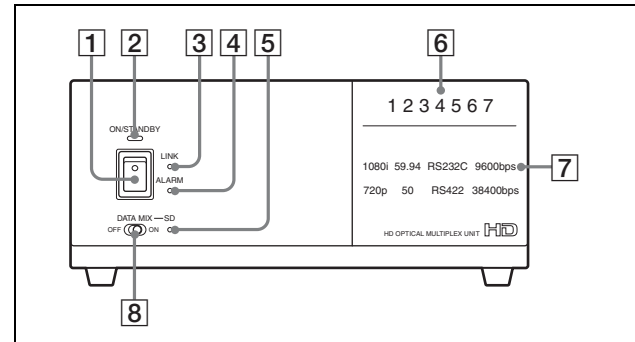 1 2 3 4 5 6
1 2 3 4 5 6 7
ON/STANDBY
LINK
1080i 59.94 RS232C 9600bps 7
ALARM
720p 50 RS422 38400bps
DATA MIX — SD
OFF ON
HD OPTICAL MULTIPLEX UNIT HD
8